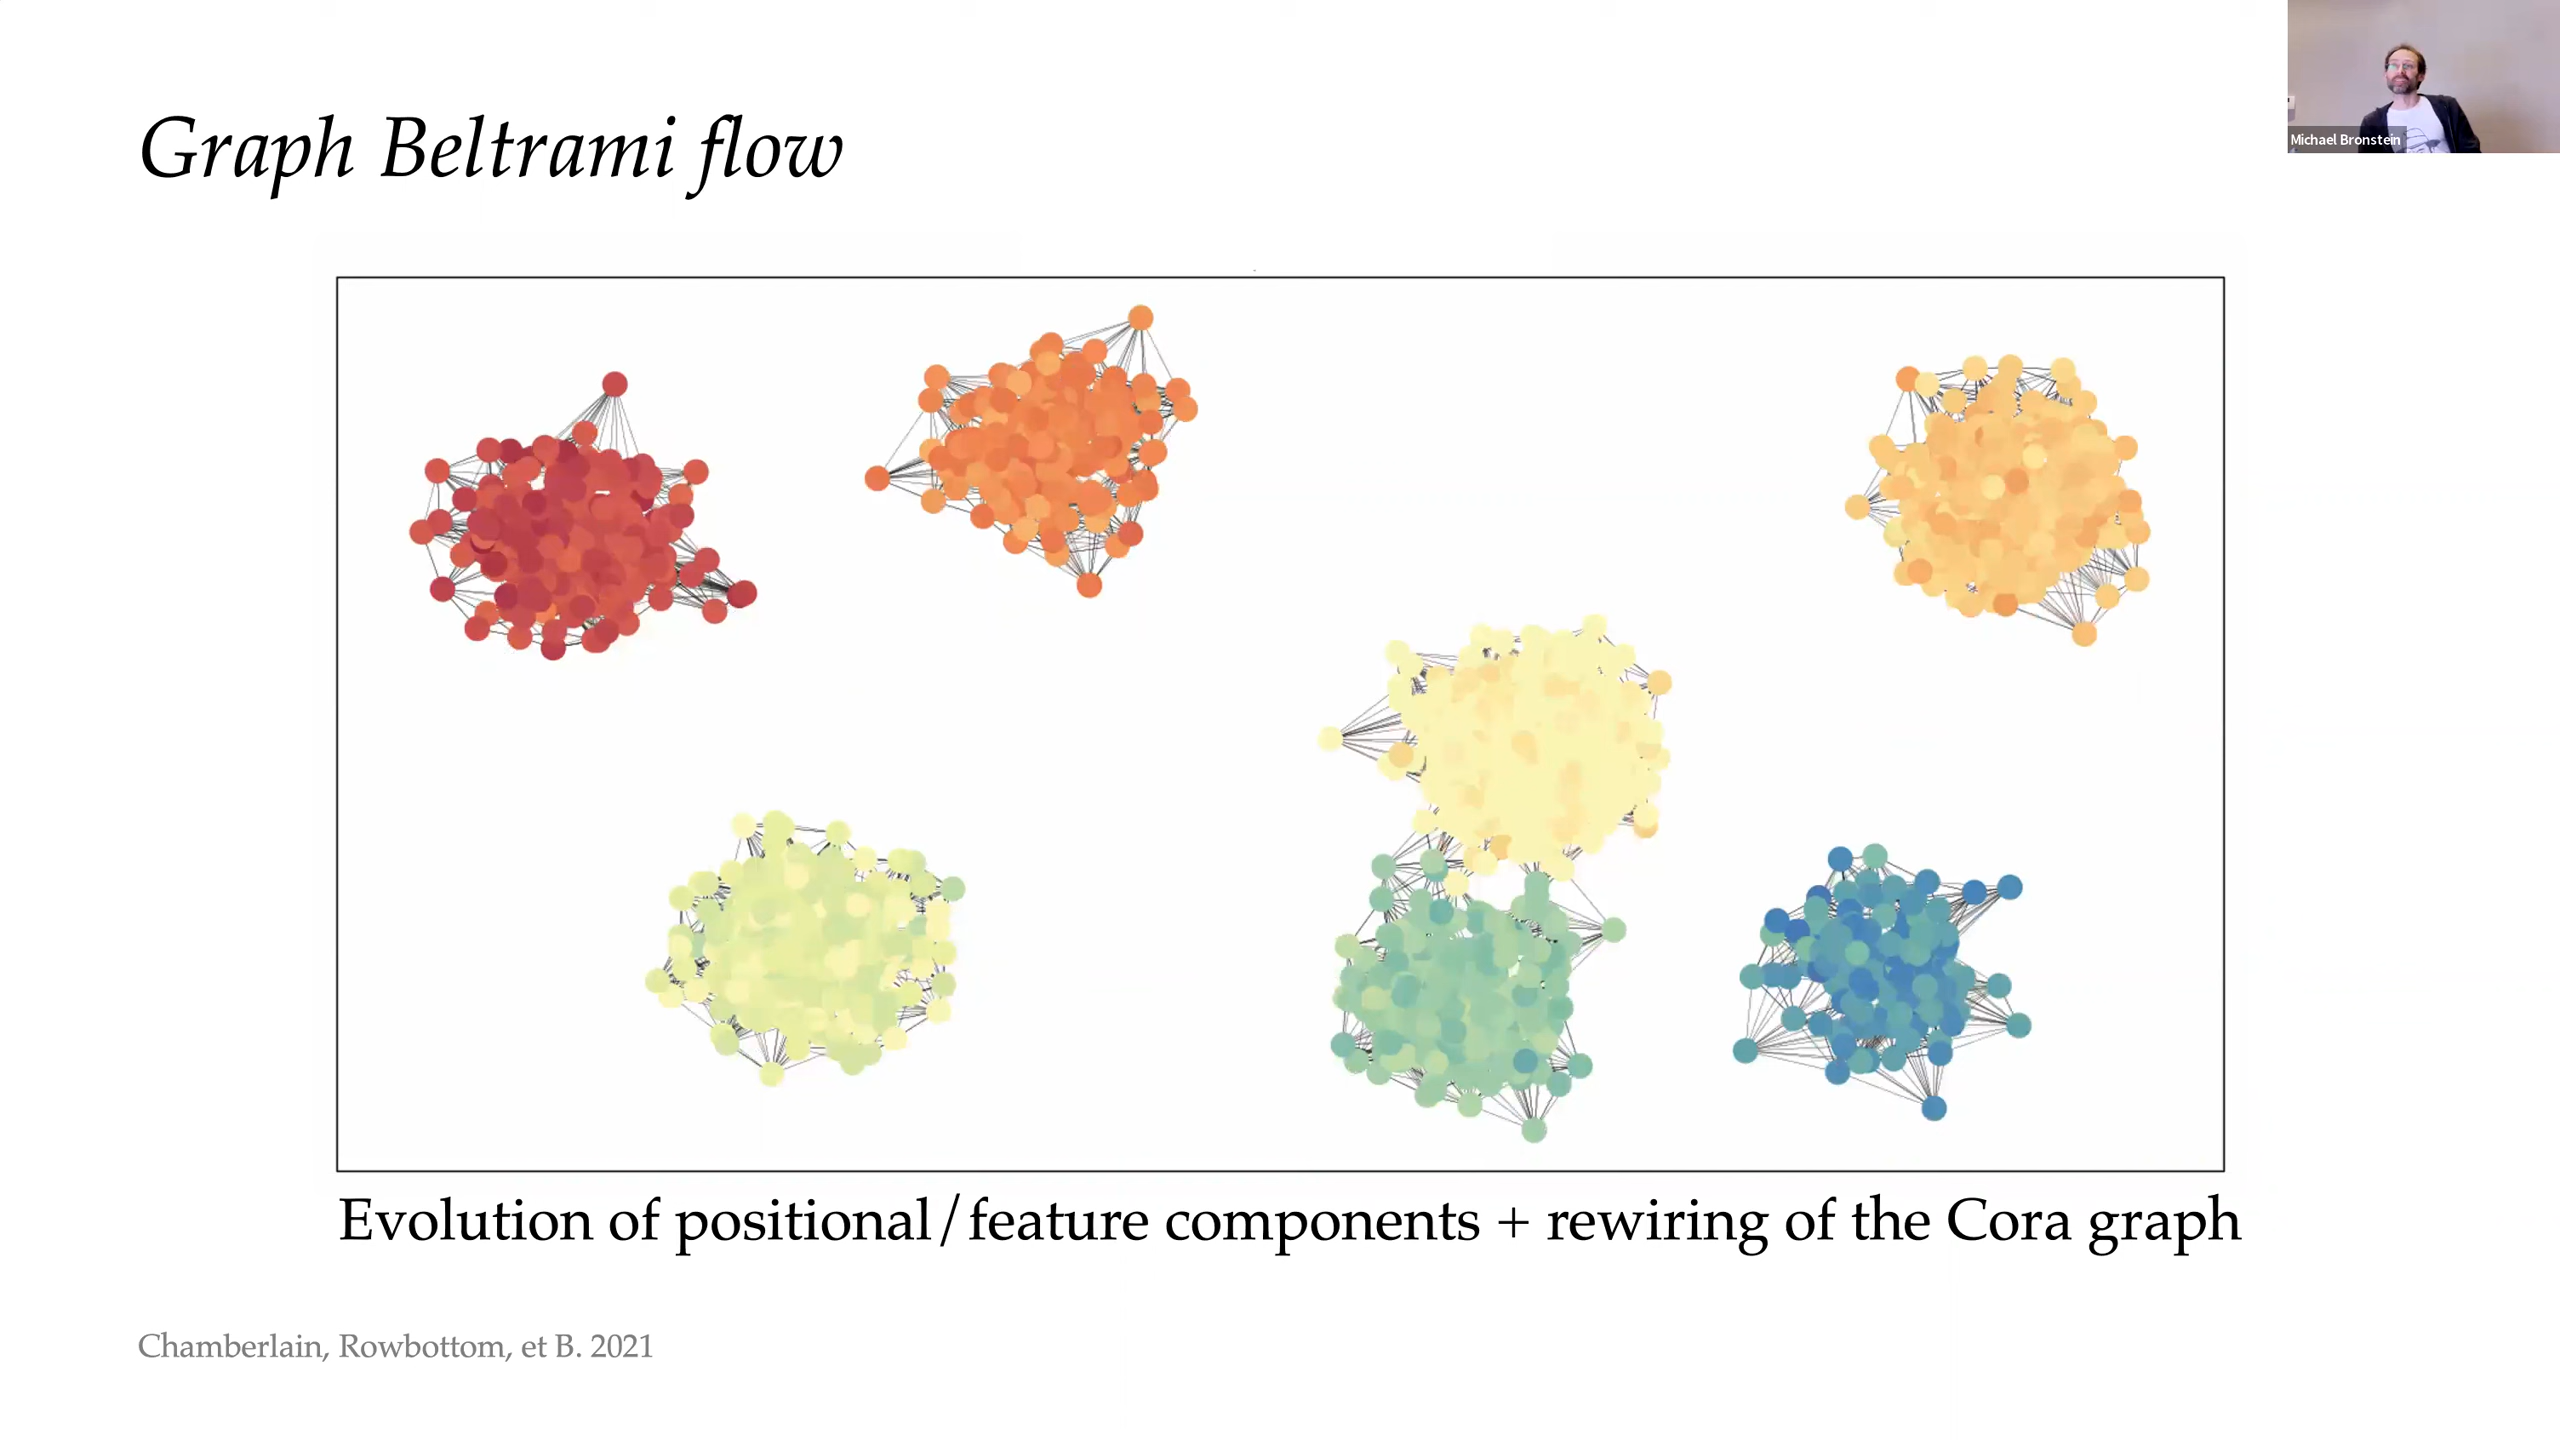 Graph Beltrami flow
Michael Bronstein
Evolution of positional/feature components + rewiring of the Cora graph
Chamberlain, Rowbottom, et B. 2021